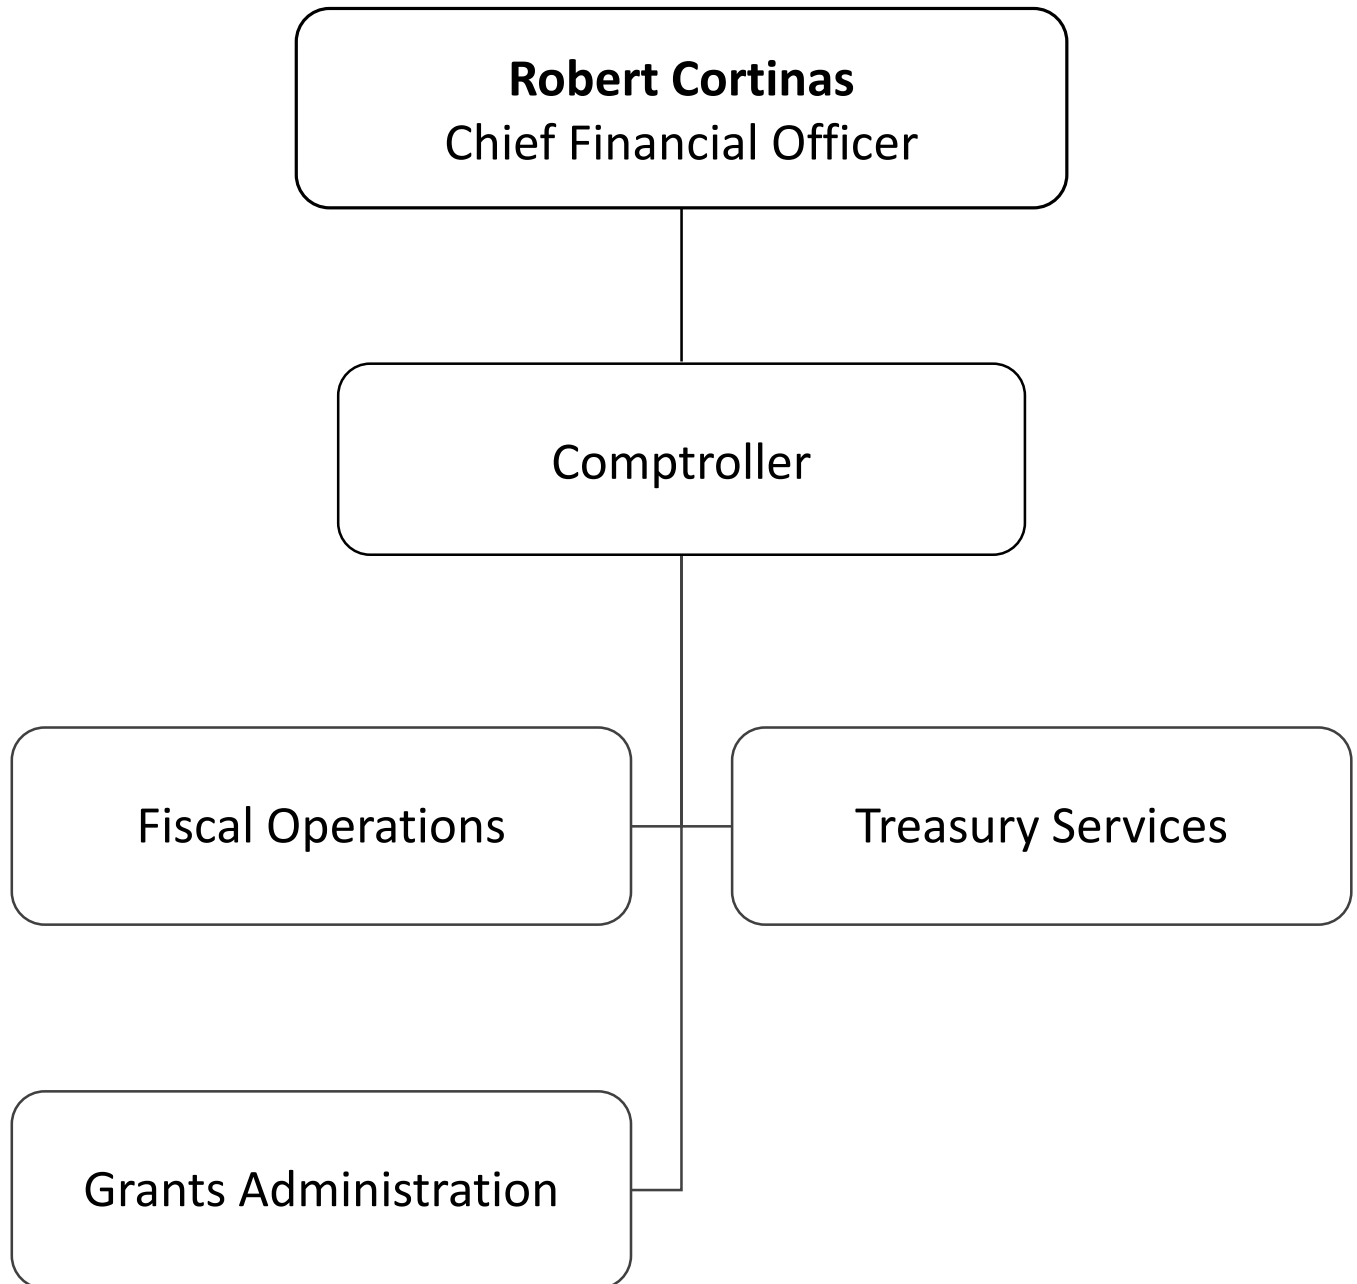 Robert Cortinas
Chief Financial Officer
Comptroller
Fiscal Operations
Treasury Services
Grants Administration